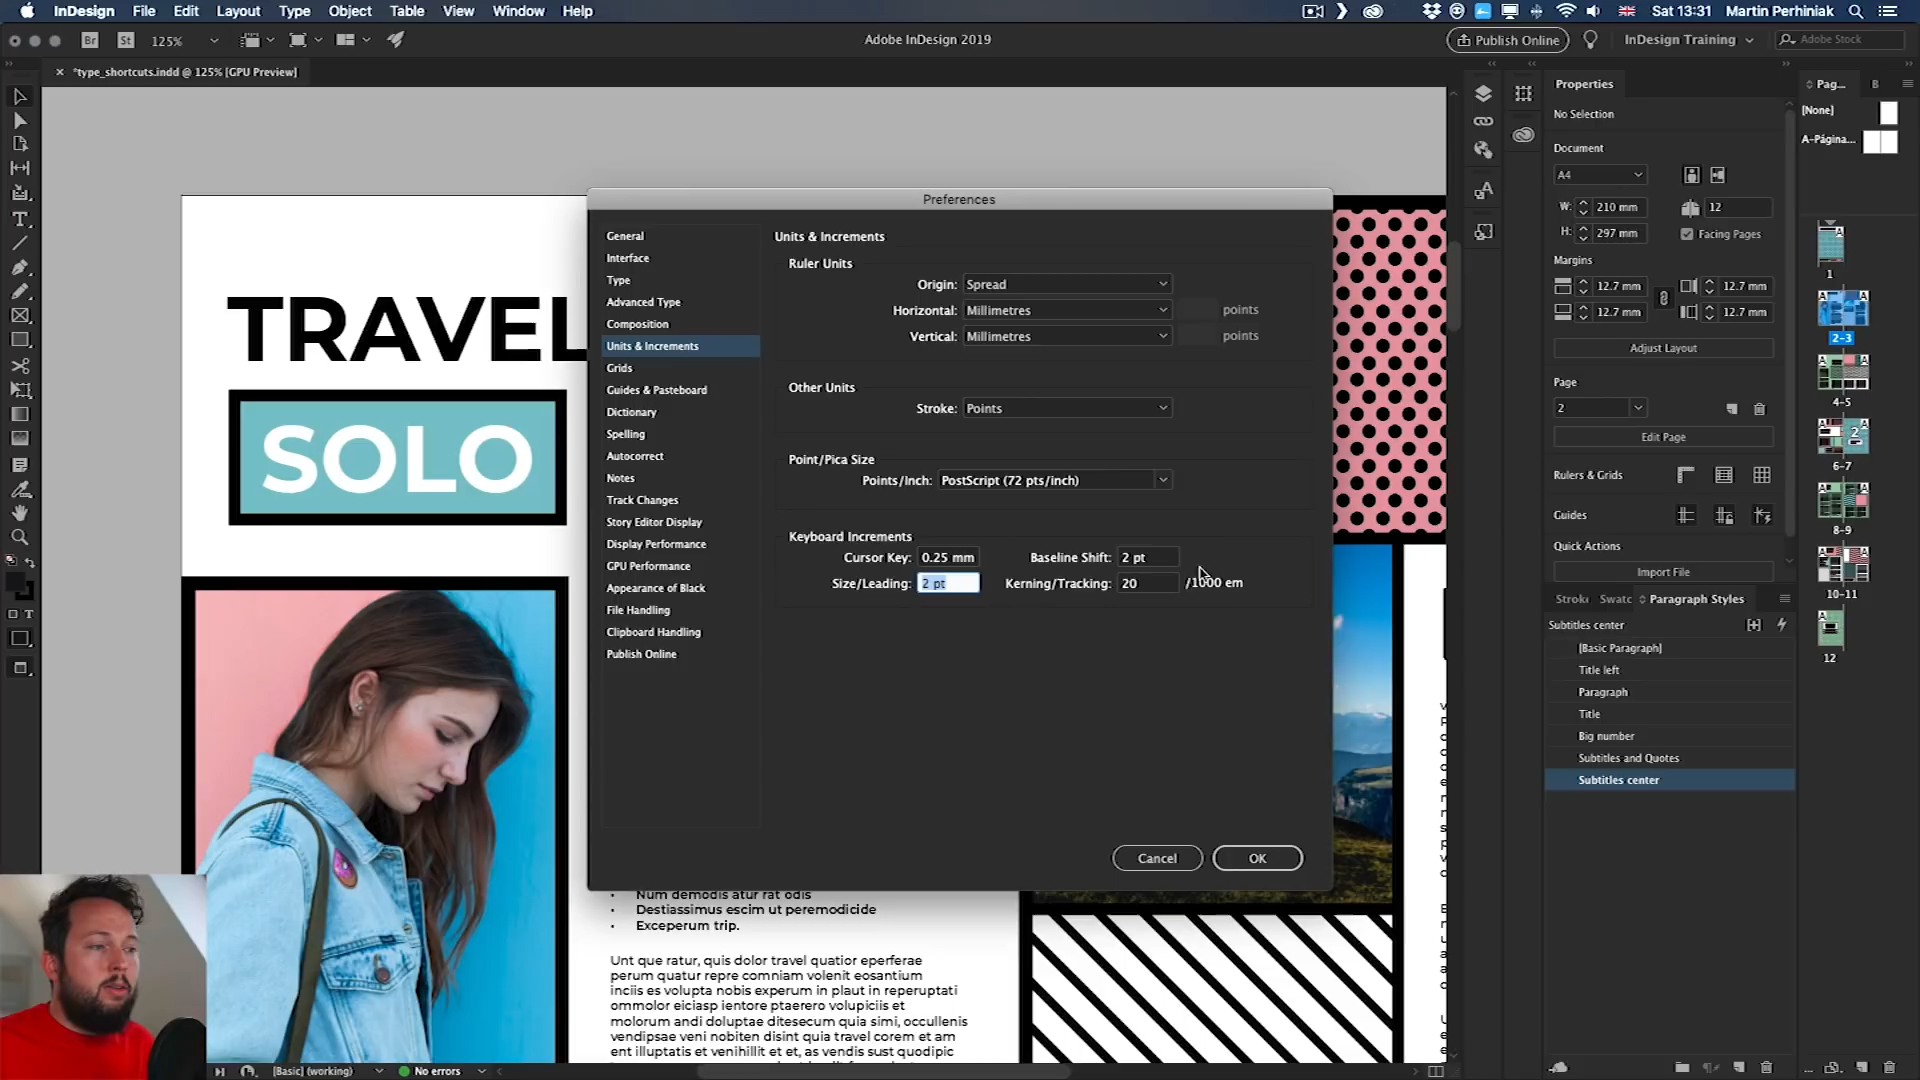 InDesign File Edit Layout Type Object Table View Window Help
Sat 13:31 Martin Perhiniak
Br St 125%
Adobe InDesign 2019
Publish Online
InDesign Training
Adobe Stock
*type_shortcuts.indd @ 125% [GPU Preview]
TRAVEL
SOLO
Preferences
General
Interface
Type
Advanced Type
Composition
Units & Increments
Grids
Guides & Pasteboard
Dictionary
Spelling
Autocorrect
Notes
Track Changes
Story Editor Display
Display Performance
GPU Performance
Appearance of Black
File Handling
Clipboard Handling
Publish Online
Units & Increments
Ruler Units
Origin: Spread
Horizontal: Millimetres points
Vertical: Millimetres points
Other Units
Stroke: Points
Point/Pica Size
Points/Inch: PostScript (72 pts/inch)
Keyboard Increments
Cursor Key: 0.25 mm Baseline Shift: 2 pt
Size/Leading: 2 pt Kerning/Tracking: 20 /1000 em
Cancel OK
• Num demodis atur rat odis
• Destiassimus escim ut peremodicide
• Exceperum trip.
Unt que ratur, quis dolor travel quatior eperferae
perum quatur repre comniam volenit eosantium
inciis es volupta nobis experum in plaut in reperuptati
ommolor eiciasp ientore ptaerero volupiciis et
molorum andi doluptae ditesecum quia simi, occullenis
vendipsae veni nobiten disint quia travel corem et am
ent illuptatis et venihillit et et, as vendis sust quodipic
[Basic] (working) No errors
Properties
No Selection
Document
A4
W: 210 mm 12
H: 297 mm Facing Pages
Margins
12.7 mm 12.7 mm
12.7 mm 12.7 mm
Adjust Layout
Page
2
Edit Page
Rulers & Grids
Guides
Quick Actions
Import File
Stroke Swatc Paragraph Styles
Subtitles center
[Basic Paragraph]
Title left
Paragraph
Title
Big number
Subtitles and Quotes
Subtitles center
Pag... B
[None]
A-Página...
1
2-3
4-5
6-7
8-9
10-11
12